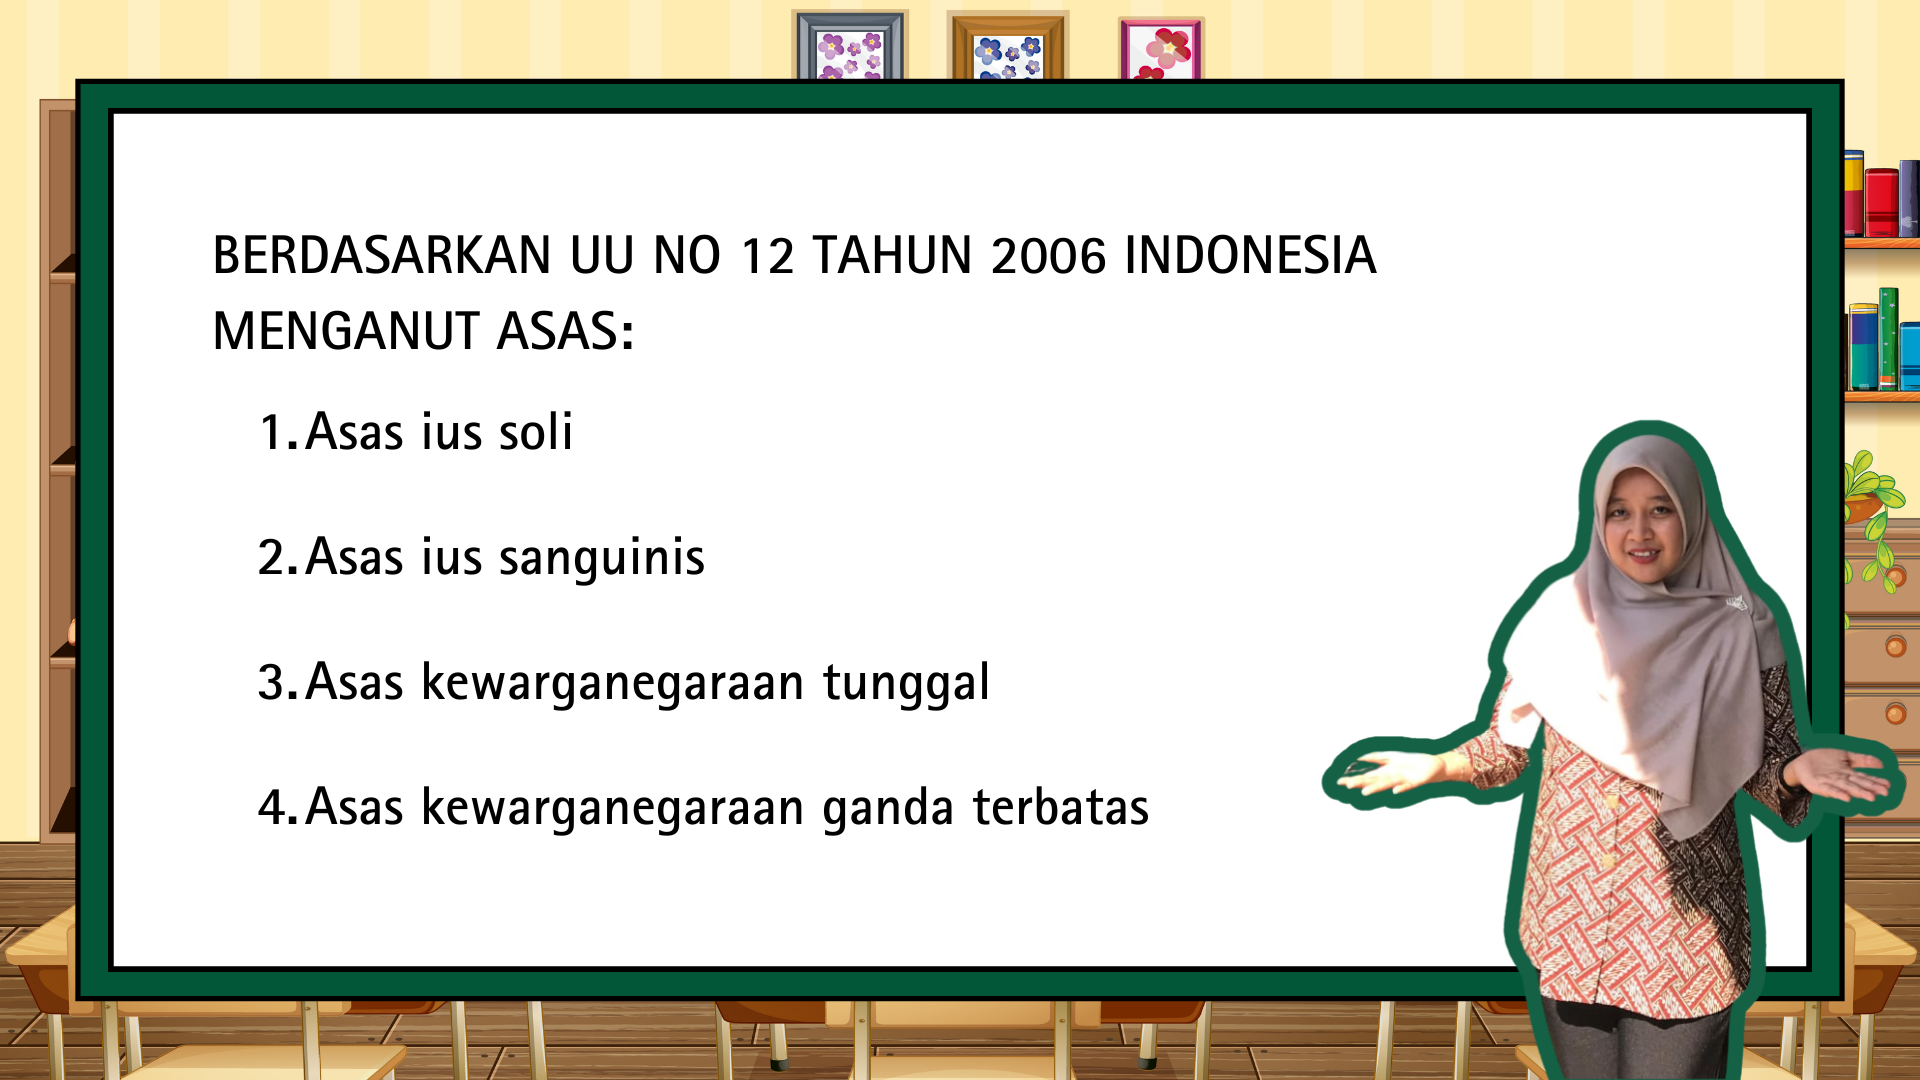 BERDASARKAN UU NO 12 TAHUN 2006 INDONESIA
MENGANUT ASAS:
1. Asas ius soli
2. Asas ius sanguinis
3. Asas kewarganegaraan tunggal
4. Asas kewarganegaraan ganda terbatas